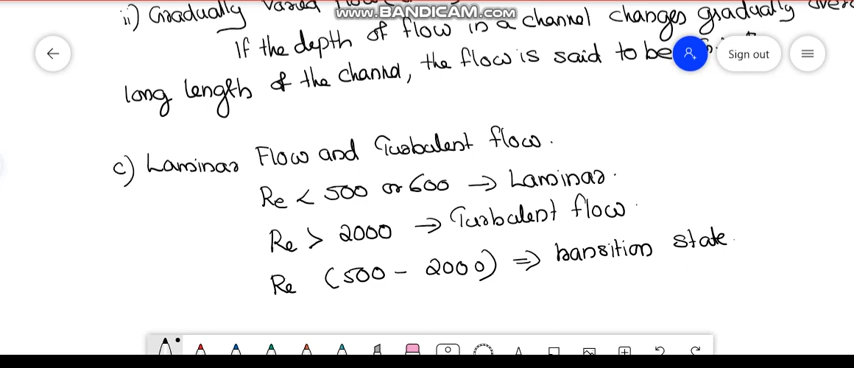 ii) Gradually varied flow
www.BANDICAM.com
If the depth of flow in a channel changes gradually over
long length of the channel, the flow is said to be
Sign out
c) Laminar Flow and Turbulent flow.
Re < 500 or 600 → Laminar.
Re > 2000 → Turbulent flow.
Re (500 - 2000) ⇒ transition state.